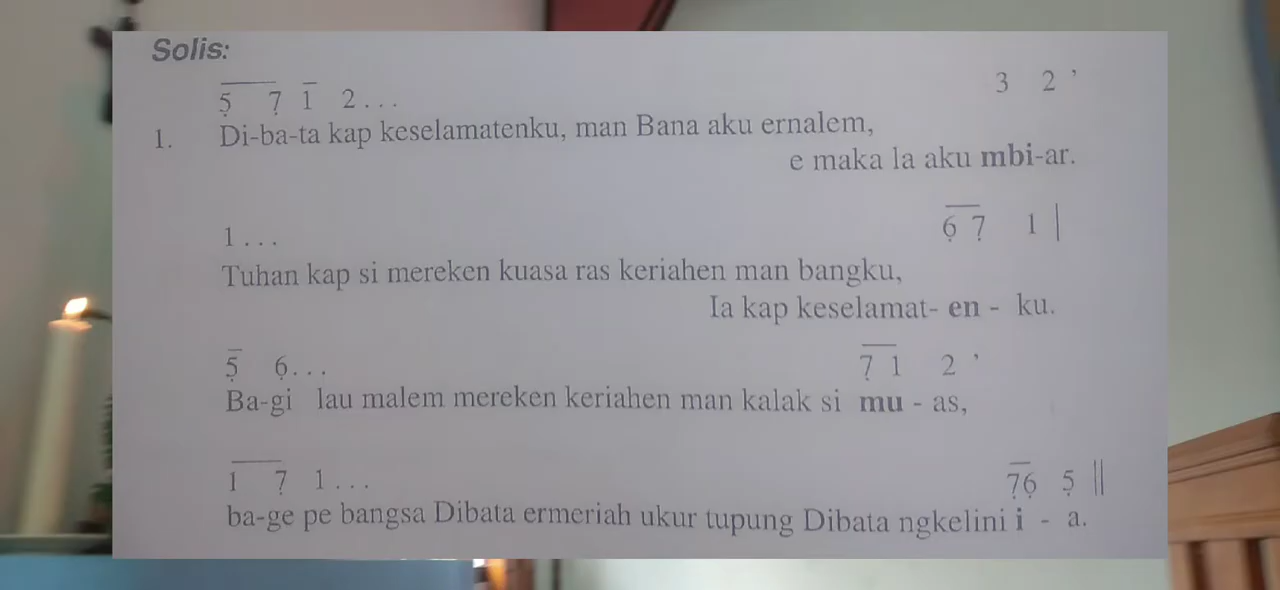 Solis:
5̣ 7̣ 1 2...
3 2 ’
1. Di-ba-ta kap keselamatenku, man Bana aku ernalem,
e maka la aku mbi-ar.
1...
6̣ 7̣ 1 |
Tuhan kap si mereken kuasa ras keriahen man bangku,
Ia kap keselamat- en - ku.
5̣ 6̣... 7̣ 1 2 ’
Ba-gi lau malem mereken keriahen man kalak si mu - as,
1 7̣ 1... 7̣6̣ 5̣ ||
ba-ge pe bangsa Dibata ermeriah ukur tupung Dibata ngkelini i - a.